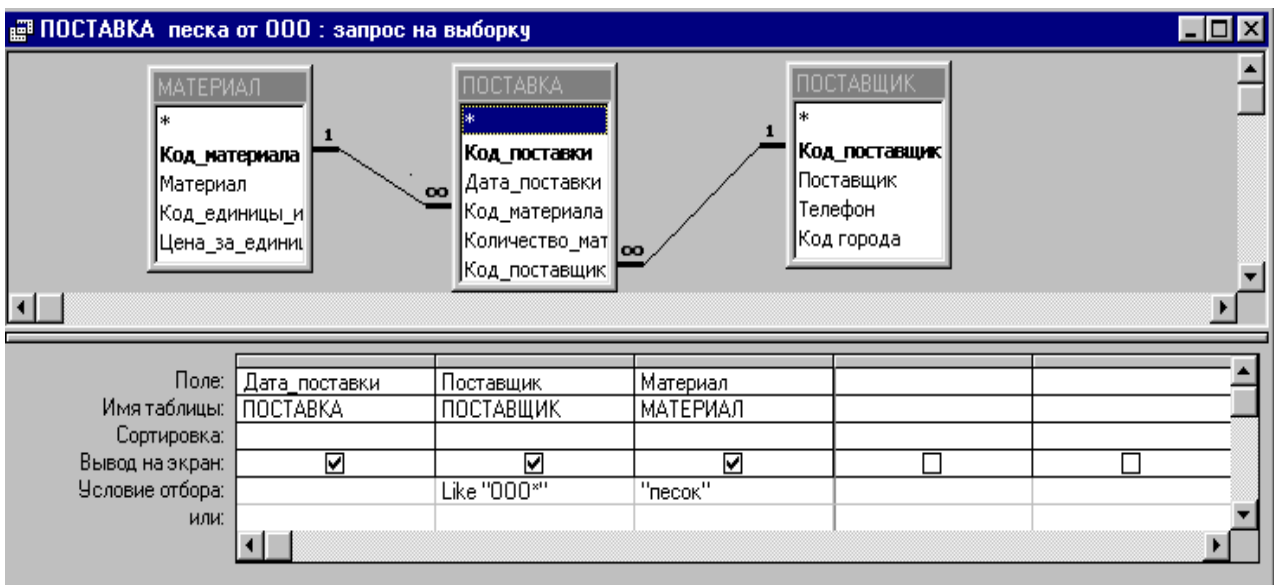 ПОСТАВКА песка от ООО : запрос на выборку
МАТЕРИАЛ
*
Код_материала
Материал
Код_единицы_и
Цена_за_едини
1
∞
ПОСТАВКА
*
Код_поставки
Дата_поставки
Код_материала
Количество_мат
Код_поставщик
∞
1
ПОСТАВЩИК
*
Код_поставщик
Поставщик
Телефон
Код города
Поле: Дата_поставки Поставщик Материал
Имя таблицы: ПОСТАВКА ПОСТАВЩИК МАТЕРИАЛ
Сортировка:
Вывод на экран:
Условие отбора: Like "ООО*" "песок"
или: